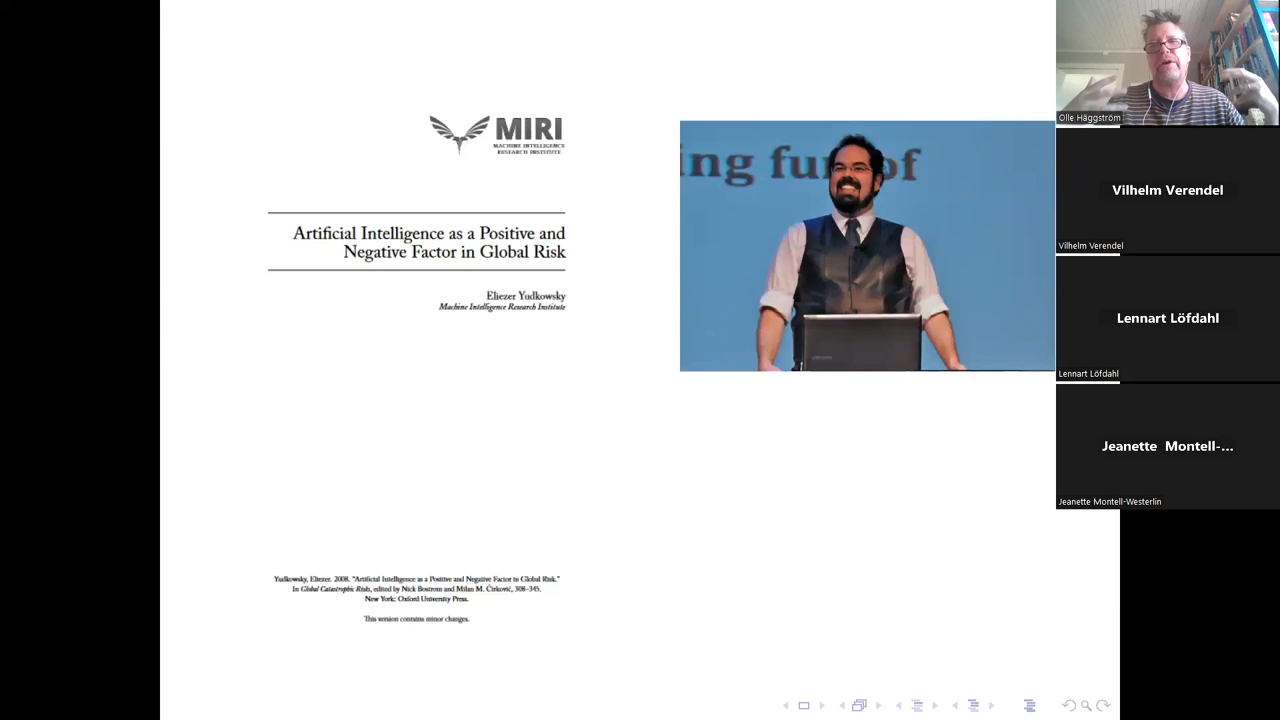 MIRI
MACHINE INTELLIGENCE
RESEARCH INSTITUTE
Artificial Intelligence as a Positive and
Negative Factor in Global Risk
Eliezer Yudkowsky
Machine Intelligence Research Institute
Yudkowsky, Eliezer. 2008. “Artificial Intelligence as a Positive and Negative Factor in Global Risk.”
In Global Catastrophic Risks, edited by Nick Bostrom and Milan M. Ćirković, 308–345.
New York: Oxford University Press.
This version contains minor changes.
ing fun of
lenovo
Olle Häggström
Vilhelm Verendel
Vilhelm Verendel
Lennart Löfdahl
Lennart Löfdahl
Jeanette Montell-...
Jeanette Montell-Westerlin